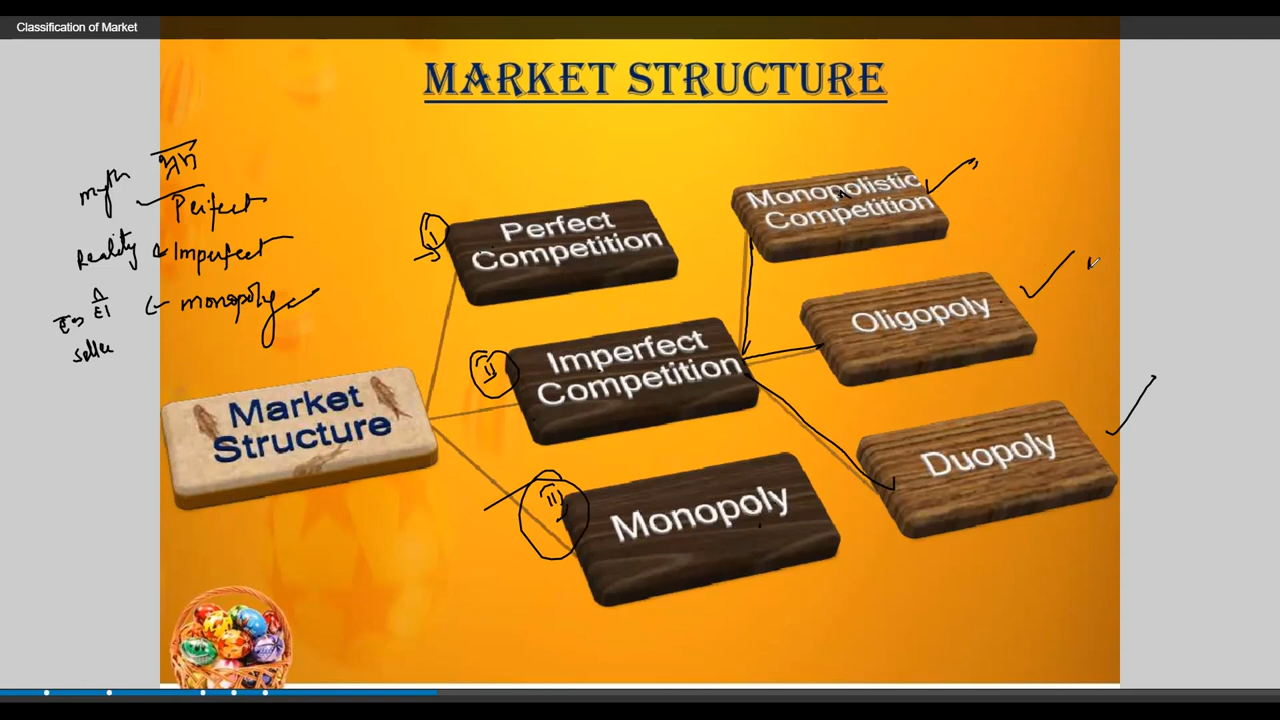 Classification of Market
MARKET STRUCTURE
myth
Perfect
Reality
Imperfect
monopoly
seller
Market
Structure
Perfect
Competition
Imperfect
Competition
Monopoly
Monopolistic
Competition
Oligopoly
Duopoly